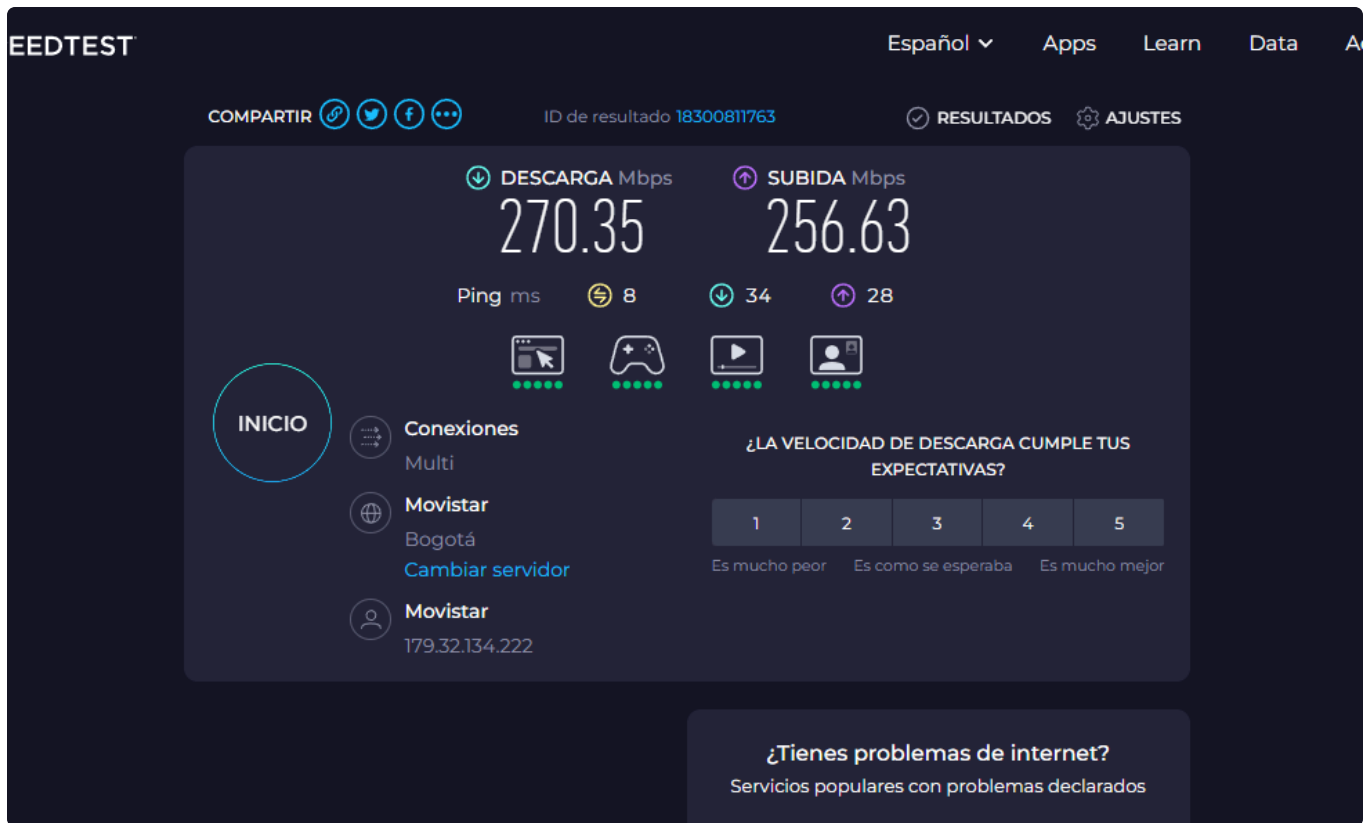 EEDTEST
Español Apps Learn Data
COMPARTIR ID de resultado 18300811763 RESULTADOS AJUSTES
DESCARGA Mbps SUBIDA Mbps
270.35 256.63
Ping ms 8 34 28
INICIO
Conexiones
Multi
Movistar
Bogotá
Cambiar servidor
Movistar
179.32.134.222
¿LA VELOCIDAD DE DESCARGA CUMPLE TUS
EXPECTATIVAS?
1 2 3 4 5
Es mucho peor Es como se esperaba Es mucho mejor
¿Tienes problemas de internet?
Servicios populares con problemas declarados